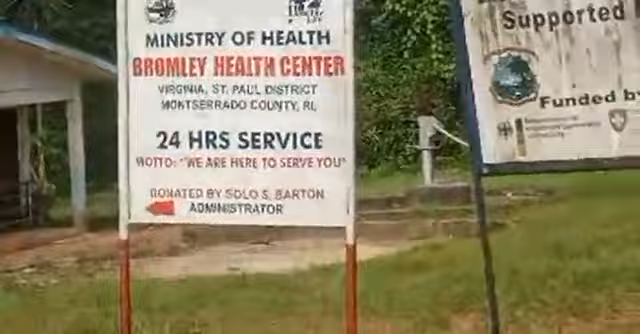 MINISTRY OF HEALTH
BROMLEY HEALTH CENTER
VIRGINIA, ST. PAUL DISTRICT
MONTSERRADO COUNTY, RL
24 HRS SERVICE
MOTTO: "WE ARE HERE TO SERVE YOU"
DONATED BY SOLO S. BARTON
ADMINISTRATOR
Supported
Funded by